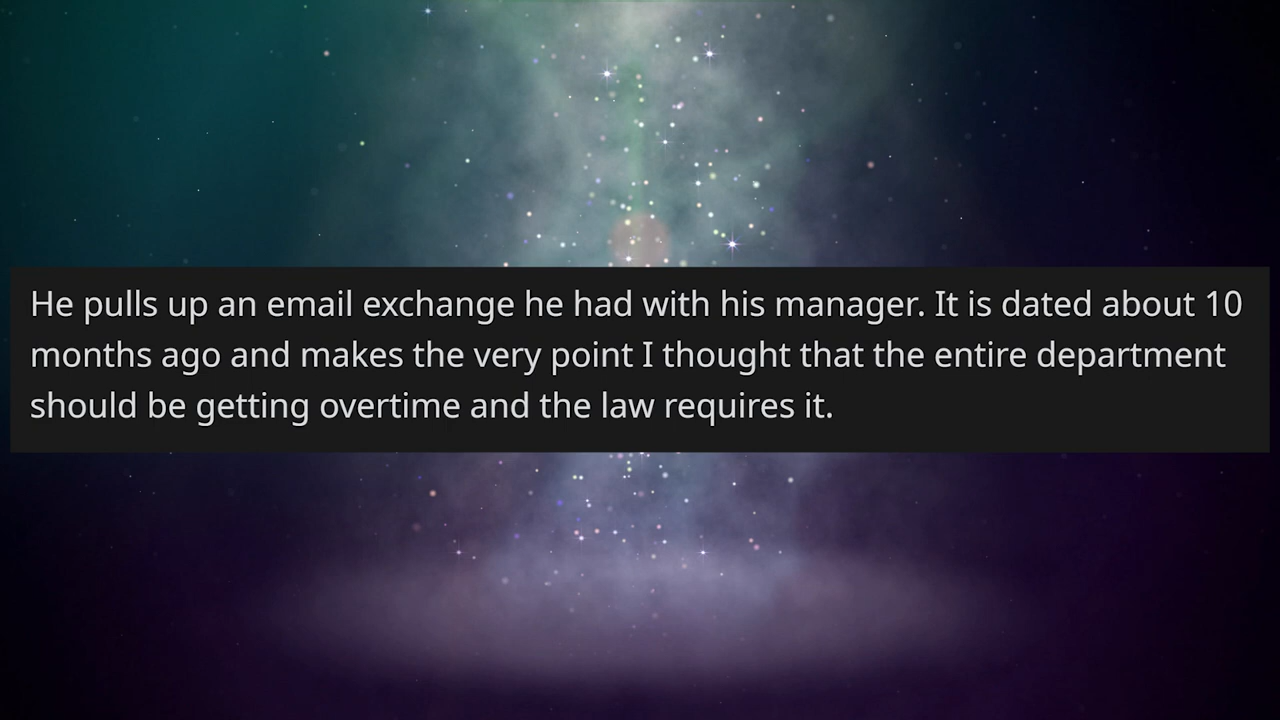 He pulls up an email exchange he had with his manager. It is dated about 10
months ago and makes the very point I thought that the entire department
should be getting overtime and the law requires it.